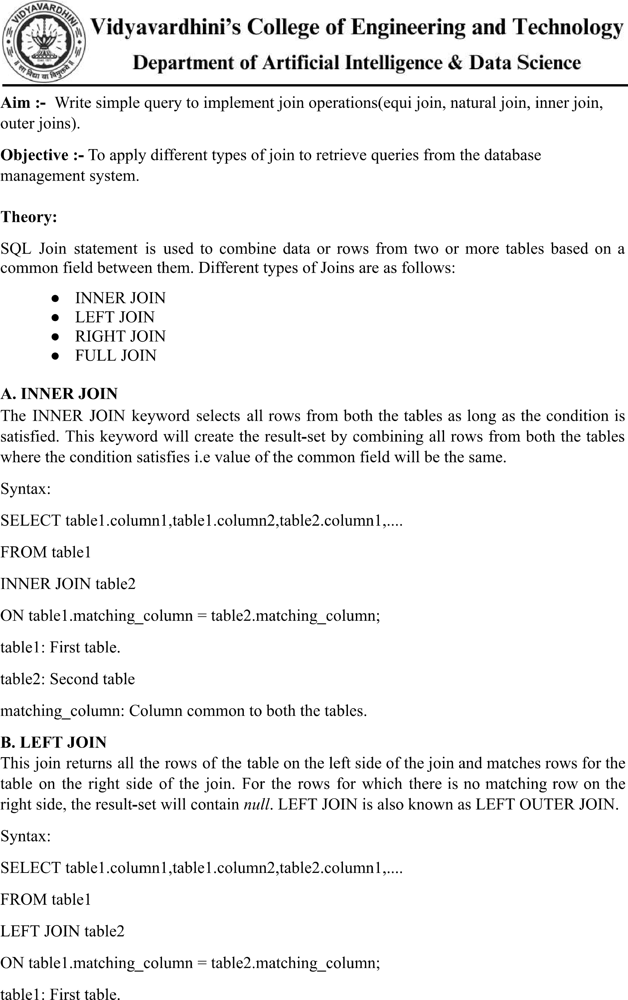 VIDYAVARDHINI
Estd. 1971
॥ सा विद्या या विमुक्तये ॥
Vidyavardhini’s College of Engineering and Technology
Department of Artificial Intelligence & Data Science
Aim :-  Write simple query to implement join operations(equi join, natural join, inner join,
outer joins).
Objective :- To apply different types of join to retrieve queries from the database
management system.
Theory:
SQL Join statement is used to combine data or rows from two or more tables based on a
common field between them. Different types of Joins are as follows:
● INNER JOIN
● LEFT JOIN
● RIGHT JOIN
● FULL JOIN
A. INNER JOIN
The INNER JOIN keyword selects all rows from both the tables as long as the condition is
satisfied. This keyword will create the result-set by combining all rows from both the tables
where the condition satisfies i.e value of the common field will be the same.
Syntax:
SELECT table1.column1,table1.column2,table2.column1,....
FROM table1
INNER JOIN table2
ON table1.matching_column = table2.matching_column;
table1: First table.
table2: Second table
matching_column: Column common to both the tables.
B. LEFT JOIN
This join returns all the rows of the table on the left side of the join and matches rows for the
table on the right side of the join. For the rows for which there is no matching row on the
right side, the result-set will contain null. LEFT JOIN is also known as LEFT OUTER JOIN.
Syntax:
SELECT table1.column1,table1.column2,table2.column1,....
FROM table1
LEFT JOIN table2
ON table1.matching_column = table2.matching_column;
table1: First table.